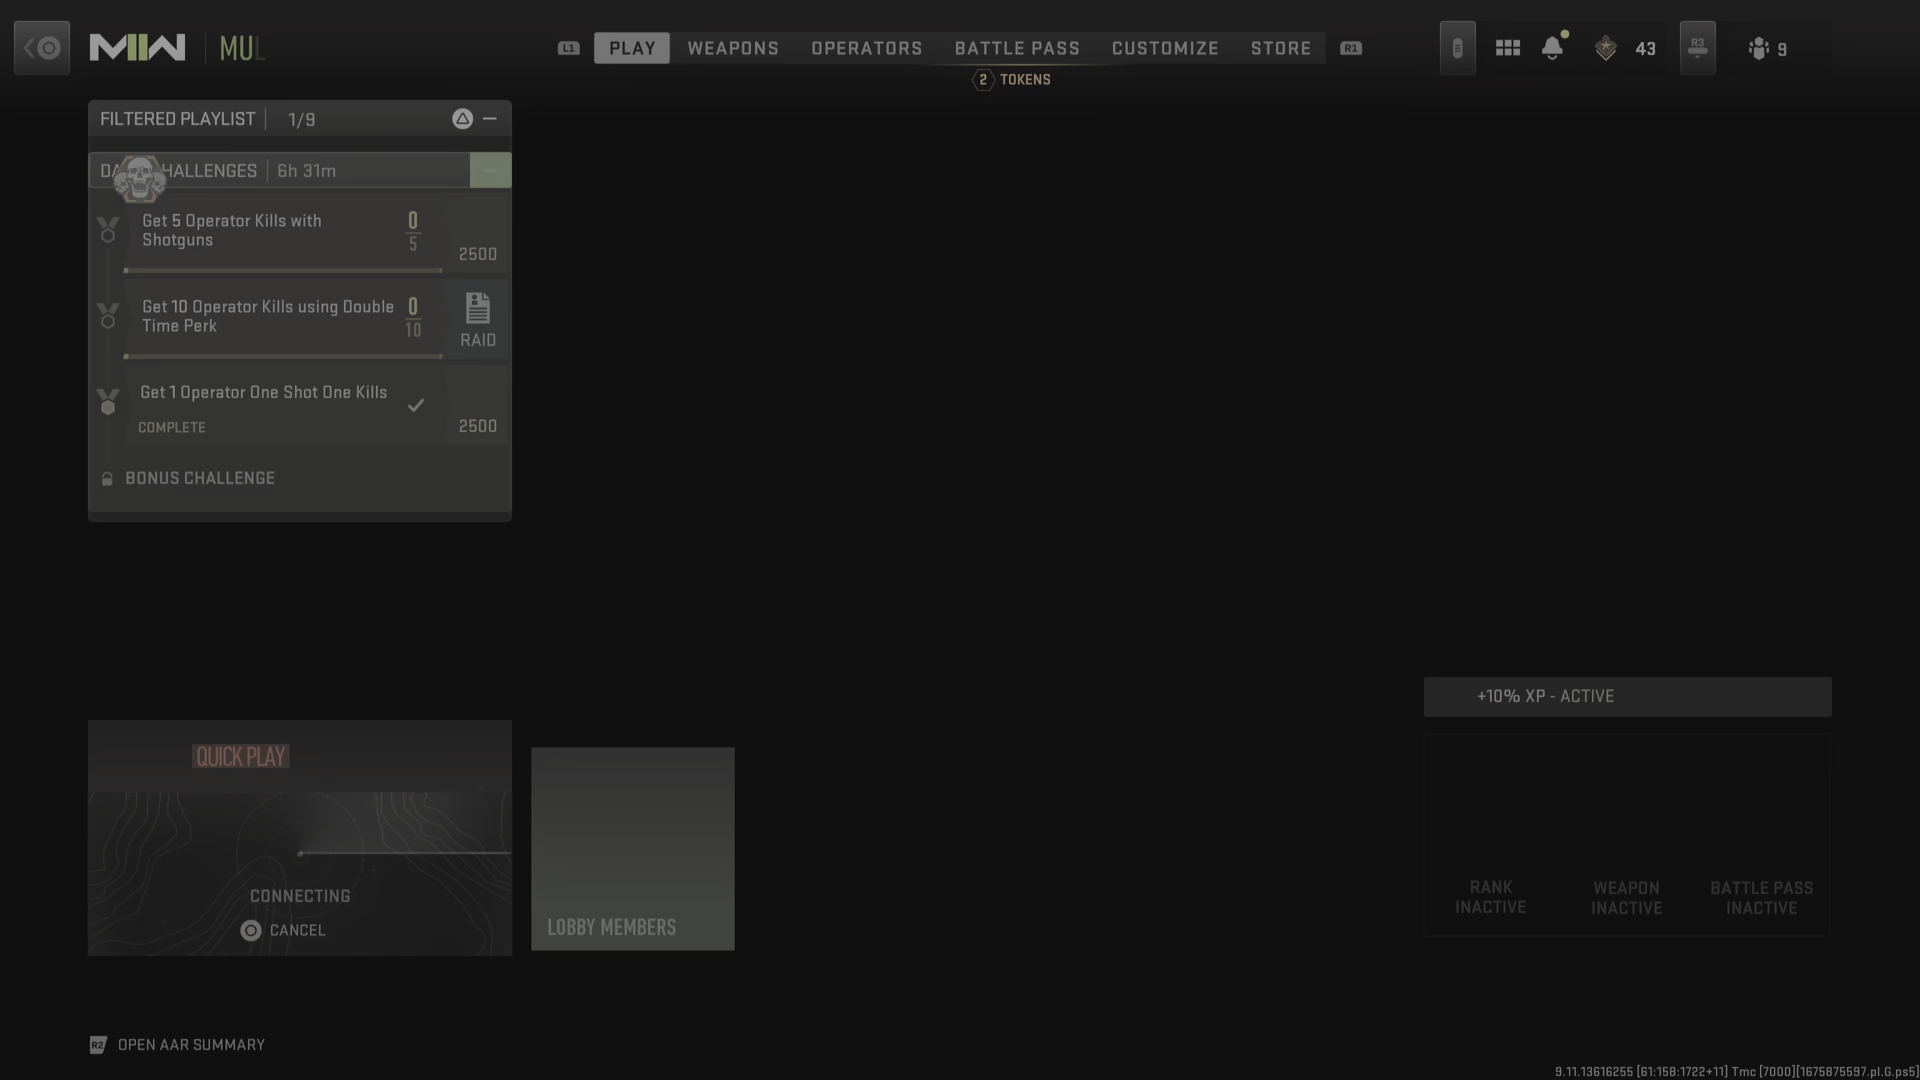 MW MUL
L1 PLAY WEAPONS OPERATORS BATTLE PASS CUSTOMIZE STORE R1
43 R3 9
2 TOKENS
FILTERED PLAYLIST 1/9
6h 31m
Get 5 Operator Kills with
Shotguns
0
5
2500
Get 10 Operator Kills using Double
Time Perk
0
10
RAID
Get 1 Operator One Shot One Kills
COMPLETE
2500
BONUS CHALLENGE
+10% XP - ACTIVE
QUICK PLAY
CONNECTING
CANCEL
LOBBY MEMBERS
RANK
INACTIVE
WEAPON
INACTIVE
BATTLE PASS
INACTIVE
R2 OPEN AAR SUMMARY
9.11.13616255 [61:158:1722+11] Tmc [7000][1675875597.pl.G.ps5]